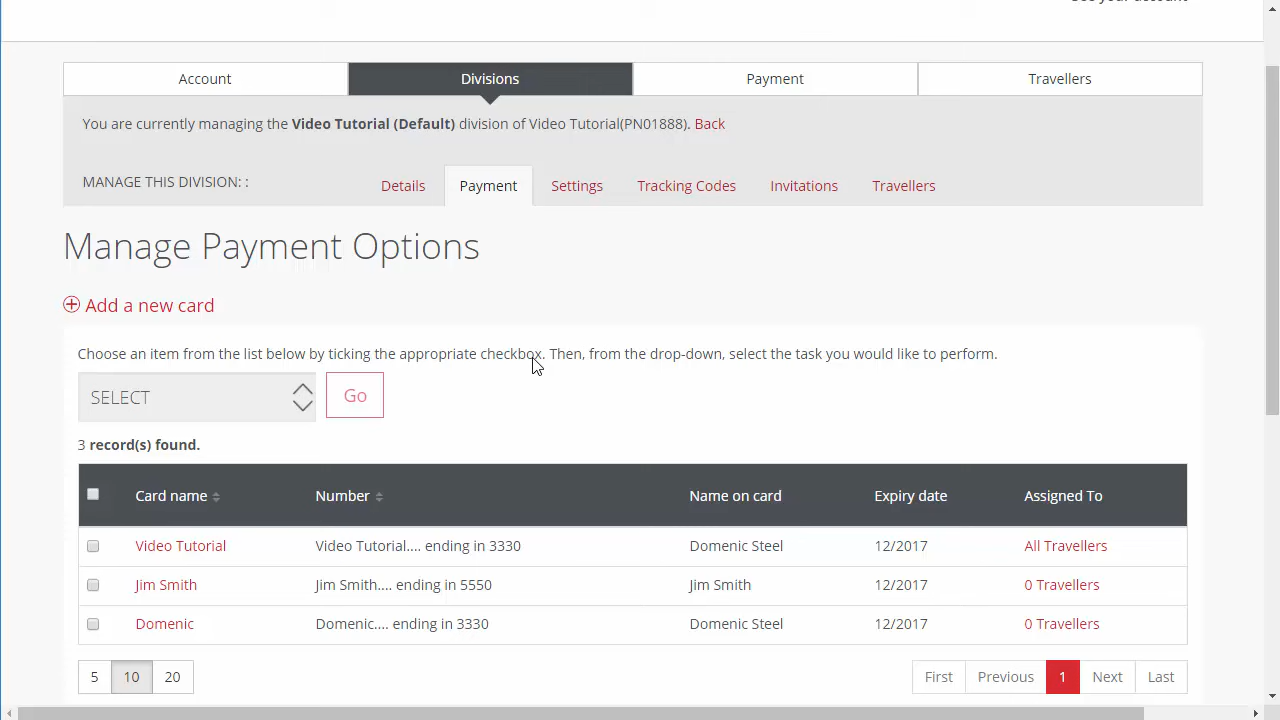 See your account
Account Divisions Payment Travellers
You are currently managing the Video Tutorial (Default) division of Video Tutorial(PN01888). Back
MANAGE THIS DIVISION: : Details Payment Settings Tracking Codes Invitations Travellers
Manage Payment Options
Add a new card
Choose an item from the list below by ticking the appropriate checkbox. Then, from the drop-down, select the task you would like to perform.
SELECT Go
3 record(s) found.
Card name Number Name on card Expiry date Assigned To
Video Tutorial Video Tutorial.... ending in 3330 Domenic Steel 12/2017 All Travellers
Jim Smith Jim Smith.... ending in 5550 Jim Smith 12/2017 0 Travellers
Domenic Domenic.... ending in 3330 Domenic Steel 12/2017 0 Travellers
5 10 20 First Previous 1 Next Last